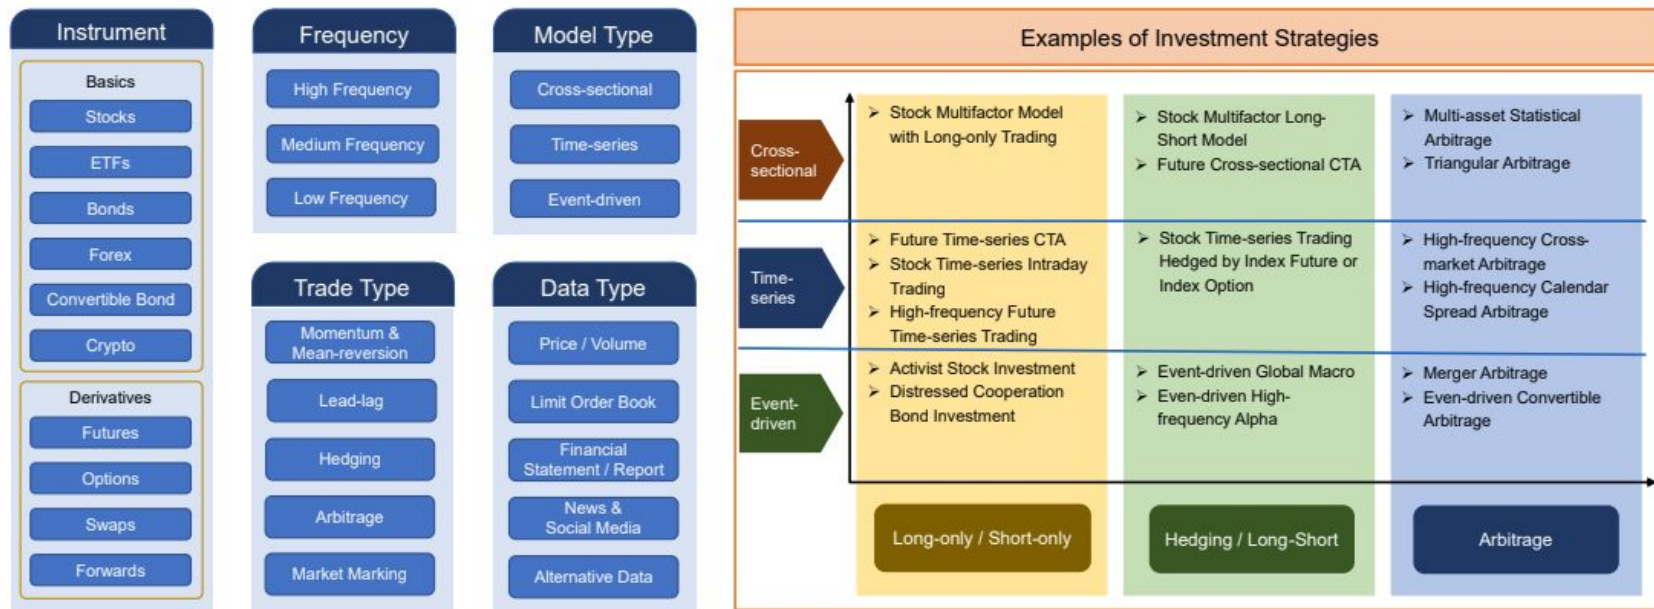 Instrument
Basics
Stocks
ETFs
Bonds
Forex
Convertible Bond
Crypto
Derivatives
Futures
Options
Swaps
Forwards
Frequency
High Frequency
Medium Frequency
Low Frequency
Model Type
Cross-sectional
Time-series
Event-driven
Trade Type
Momentum &
Mean-reversion
Lead-lag
Hedging
Arbitrage
Market Marking
Data Type
Price / Volume
Limit Order Book
Financial
Statement / Report
News &
Social Media
Alternative Data
Examples of Investment Strategies
Cross-
sectional
➢ Stock Multifactor Model
with Long-only Trading
➢ Stock Multifactor Long-
Short Model
➢ Future Cross-sectional CTA
➢ Multi-asset Statistical
Arbitrage
➢ Triangular Arbitrage
Time-
series
➢ Future Time-series CTA
➢ Stock Time-series Intraday
Trading
➢ High-frequency Future
Time-series Trading
➢ Stock Time-series Trading
Hedged by Index Future or
Index Option
➢ High-frequency Cross-
market Arbitrage
➢ High-frequency Calendar
Spread Arbitrage
Event-
driven
➢ Activist Stock Investment
➢ Distressed Cooperation
Bond Investment
➢ Event-driven Global Macro
➢ Even-driven High-
frequency Alpha
➢ Merger Arbitrage
➢ Even-driven Convertible
Arbitrage
Long-only / Short-only
Hedging / Long-Short
Arbitrage